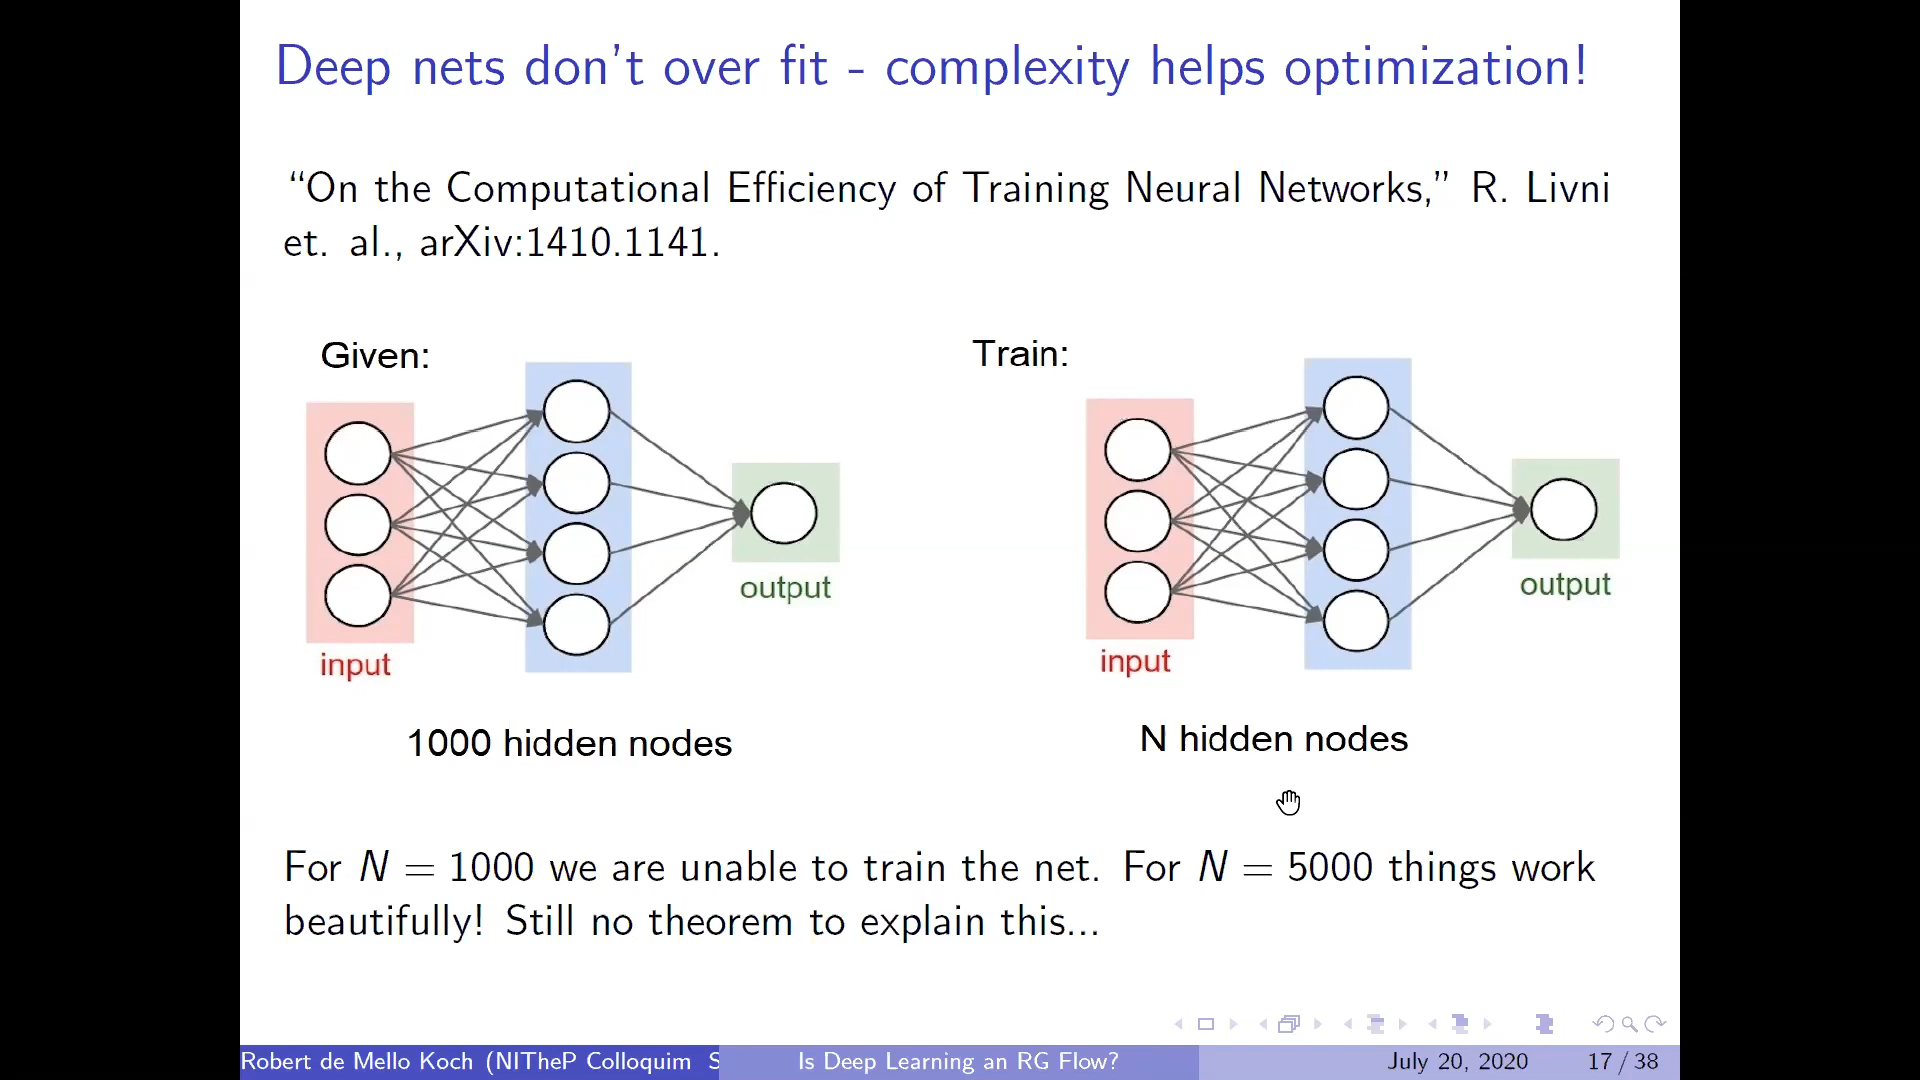 Deep nets don't over fit - complexity helps optimization!
“On the Computational Efficiency of Training Neural Networks,” R. Livni
et. al., arXiv:1410.1141.
Given:
input
output
1000 hidden nodes
Train:
input
output
N hidden nodes
For N = 1000 we are unable to train the net. For N = 5000 things work
beautifully! Still no theorem to explain this...
Robert de Mello Koch (NITheP Colloquim S
Is Deep Learning an RG Flow?
July 20, 2020
17 / 38